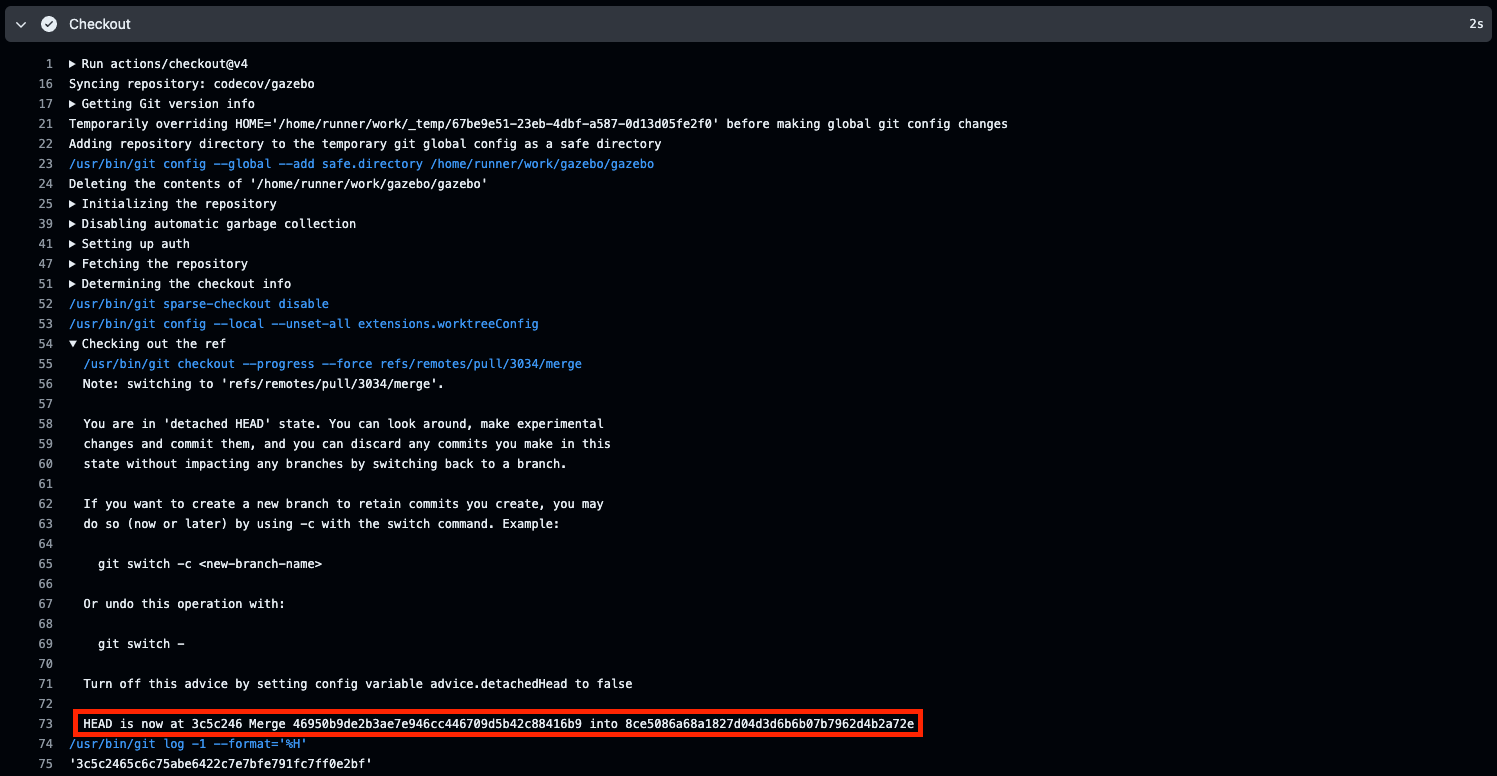 Checkout
2s
1 ▶ Run actions/checkout@v4
16 Syncing repository: codecov/gazebo
17 ▶ Getting Git version info
21 Temporarily overriding HOME='/home/runner/work/_temp/67be9e51-23eb-4dbf-a587-0d13d05fe2f0' before making global git config changes
22 Adding repository directory to the temporary git global config as a safe directory
23 /usr/bin/git config --global --add safe.directory /home/runner/work/gazebo/gazebo
24 Deleting the contents of '/home/runner/work/gazebo/gazebo'
25 ▶ Initializing the repository
39 ▶ Disabling automatic garbage collection
41 ▶ Setting up auth
47 ▶ Fetching the repository
51 ▶ Determining the checkout info
52 /usr/bin/git sparse-checkout disable
53 /usr/bin/git config --local --unset-all extensions.worktreeConfig
54 ▼ Checking out the ref
55 /usr/bin/git checkout --progress --force refs/remotes/pull/3034/merge
56 Note: switching to 'refs/remotes/pull/3034/merge'.
57
58 You are in 'detached HEAD' state. You can look around, make experimental
59 changes and commit them, and you can discard any commits you make in this
60 state without impacting any branches by switching back to a branch.
61
62 If you want to create a new branch to retain commits you create, you may
63 do so (now or later) by using -c with the switch command. Example:
64
65 git switch -c <new-branch-name>
66
67 Or undo this operation with:
68
69 git switch -
70
71 Turn off this advice by setting config variable advice.detachedHead to false
72
73 HEAD is now at 3c5c246 Merge 46950b9de2b3ae7e946cc446709d5b42c88416b9 into 8ce5086a68a1827d04d3d6b6b07b7962d4b2a72e
74 /usr/bin/git log -1 --format='%H'
75 '3c5c2465c6c75abe6422c7e7bfe791fc7ff0e2bf'